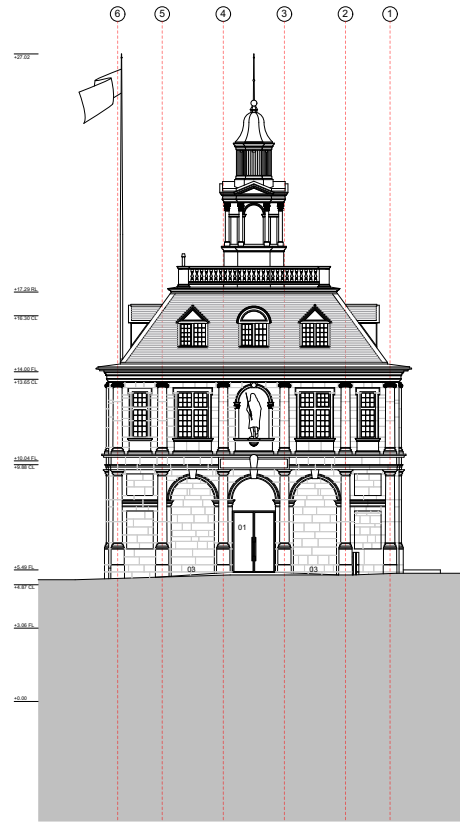 6 5 4 3 2 1
+27.02
+17.29 RL
+16.30 CL
+14.00 FL
+13.65 CL
+10.04 FL
+9.88 CL
01
+5.49 FL
03 03
+4.87 CL
+3.06 FL
+0.00